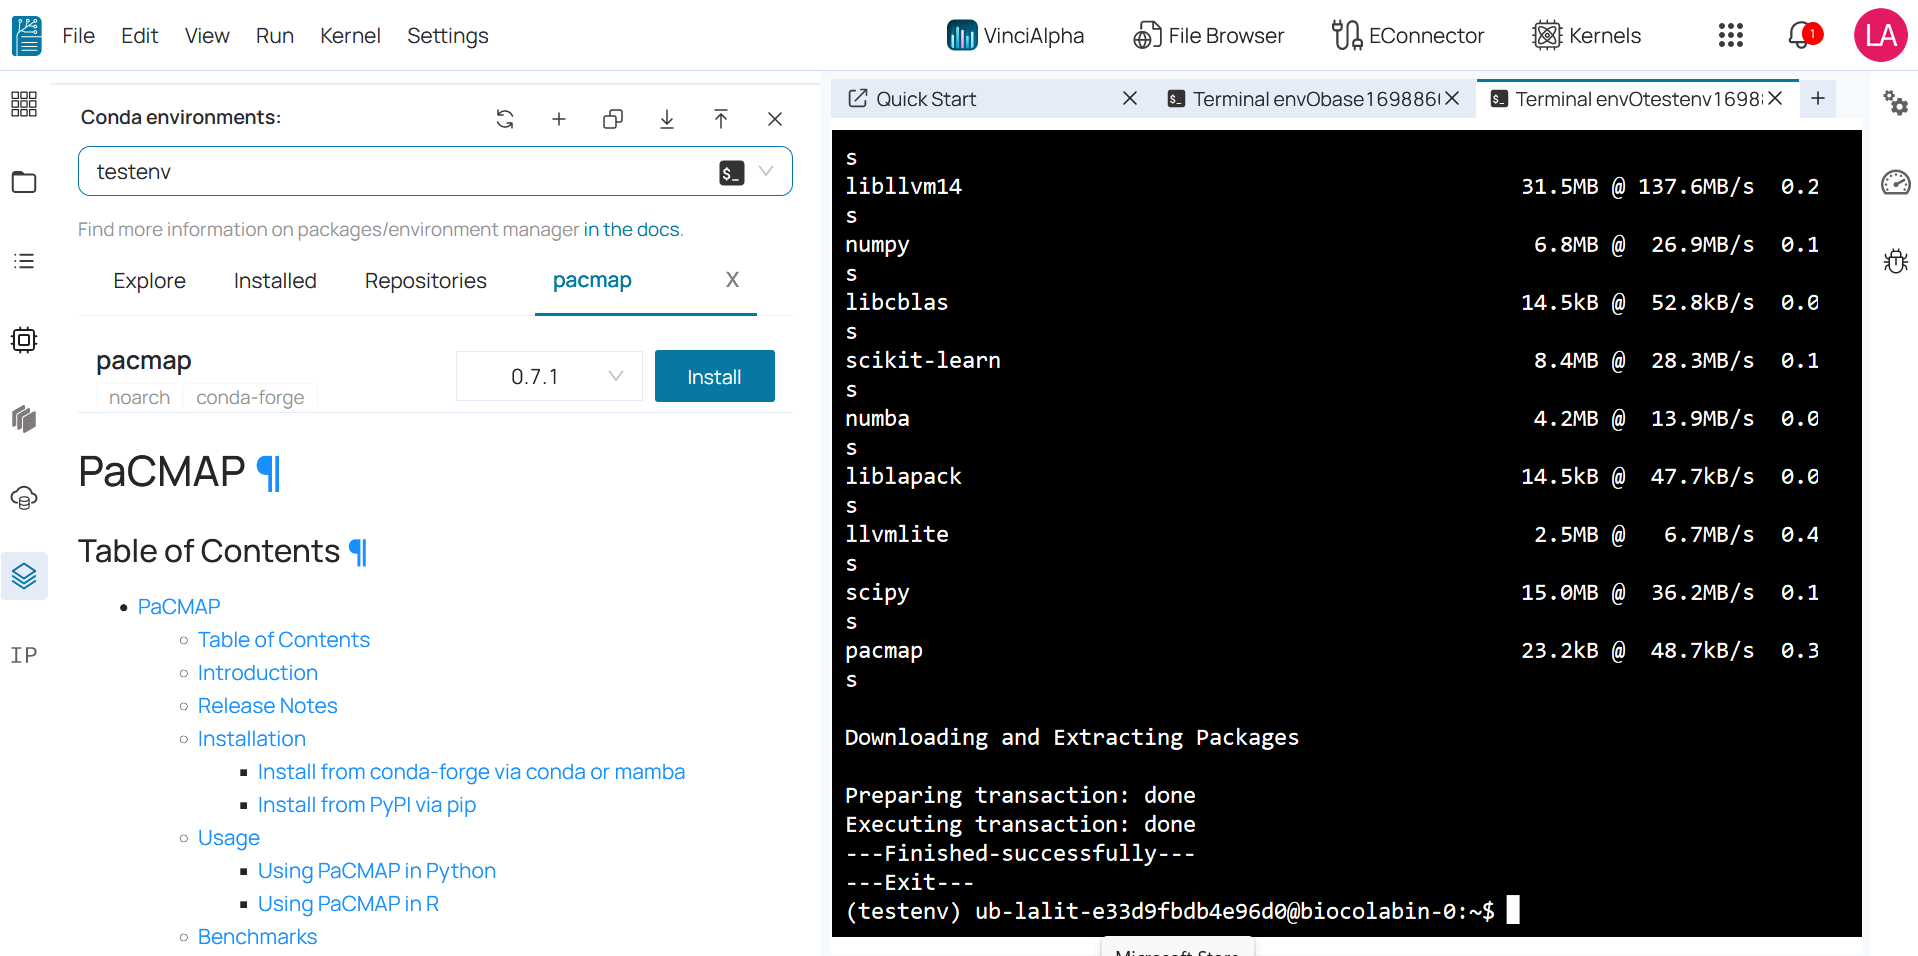 File Edit View Run Kernel Settings VinciAlpha File Browser EConnector Kernels 1 LA
Conda environments:
testenv $_
Find more information on packages/environment manager in the docs.
Explore Installed Repositories pacmap X
pacmap
noarch conda-forge
0.7.1 Install
PaCMAP ¶
Table of Contents ¶
PaCMAP
Table of Contents
Introduction
Release Notes
Installation
Install from conda-forge via conda or mamba
Install from PyPI via pip
Usage
Using PaCMAP in Python
Using PaCMAP in R
Benchmarks
IP
Quick Start $_ Terminal env0base169886 $_ Terminal env0testenv1698 +
s
libllvm14 31.5MB @ 137.6MB/s 0.2
s
numpy 6.8MB @ 26.9MB/s 0.1
s
libcblas 14.5kB @ 52.8kB/s 0.0
s
scikit-learn 8.4MB @ 28.3MB/s 0.1
s
numba 4.2MB @ 13.9MB/s 0.0
s
liblapack 14.5kB @ 47.7kB/s 0.0
s
llvmlite 2.5MB @ 6.7MB/s 0.4
s
scipy 15.0MB @ 36.2MB/s 0.1
s
pacmap 23.2kB @ 48.7kB/s 0.3
s
Downloading and Extracting Packages
Preparing transaction: done
Executing transaction: done
---Finished-successfully---
---Exit---
(testenv) ub-lalit-e33d9fbdb4e96d0@biocolabin-0:~$
Microsoft Store